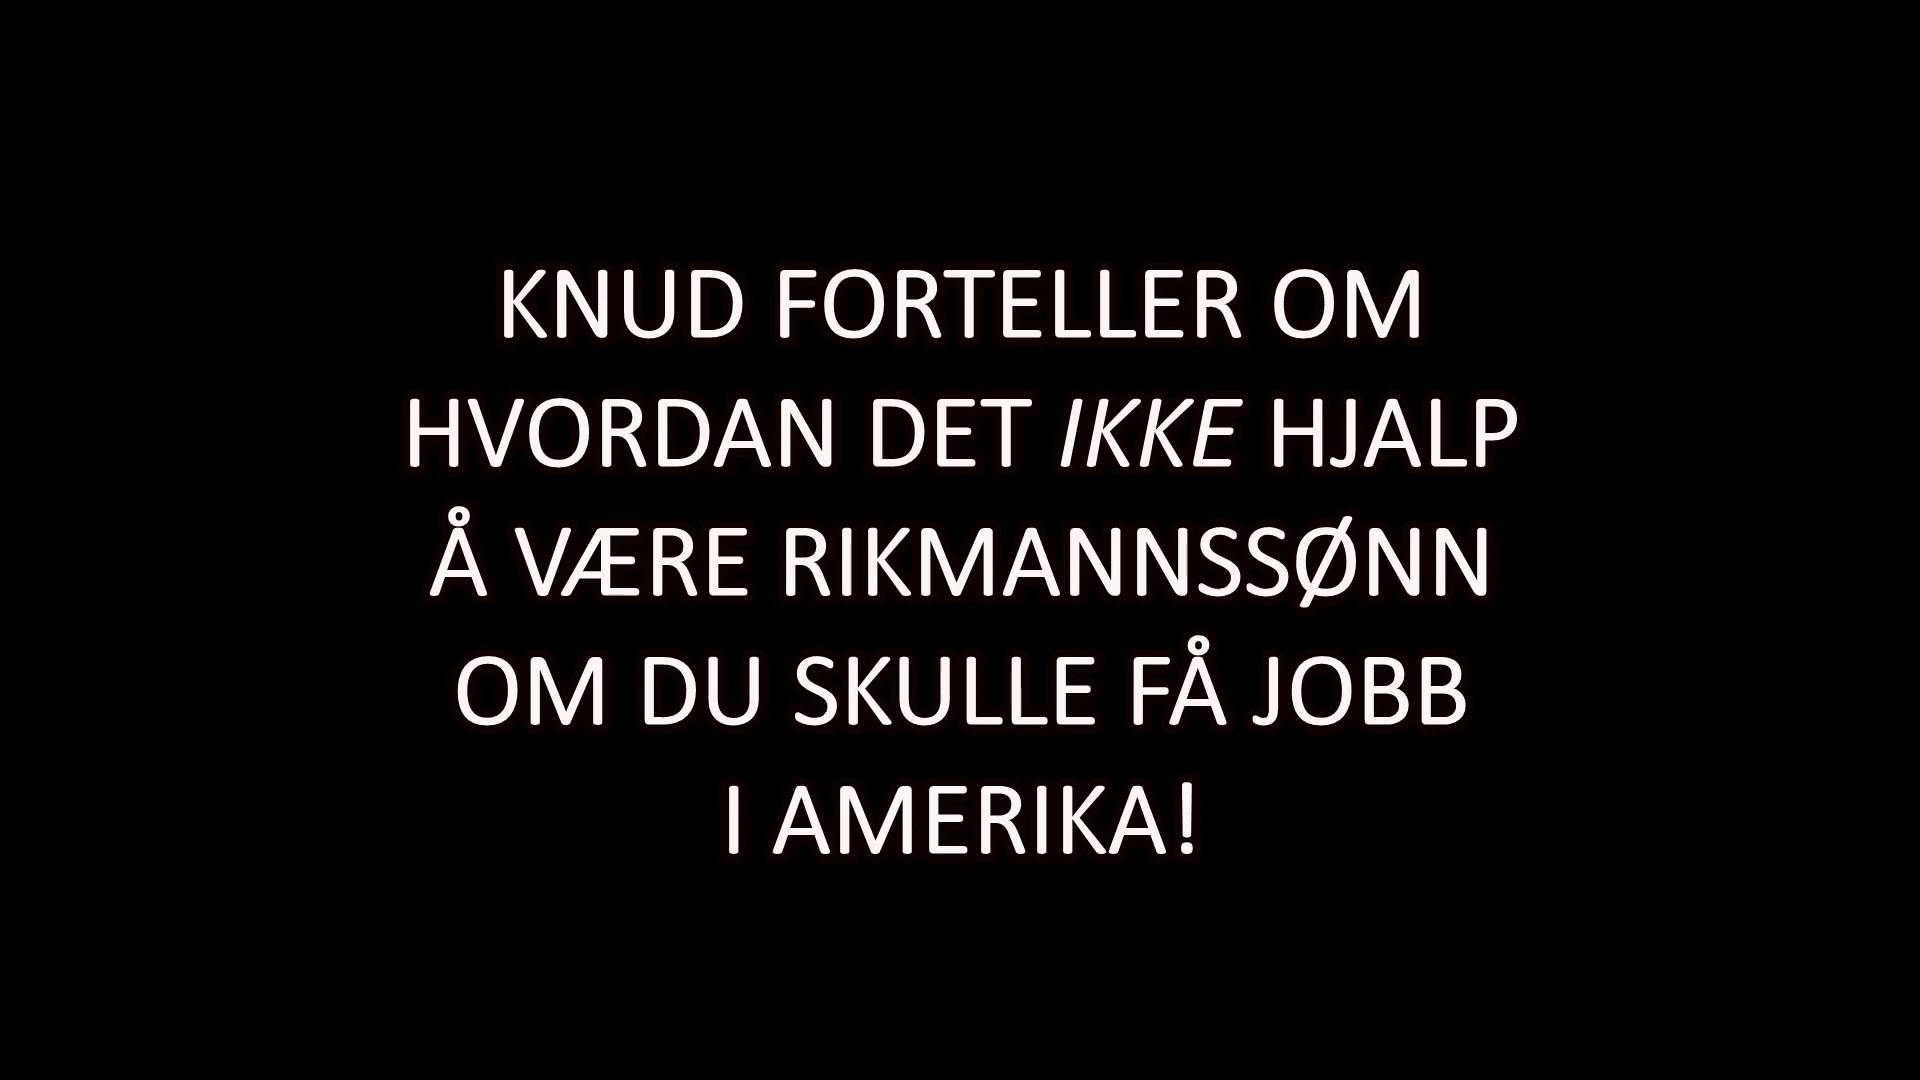 KNUD FORTELLER OM
HVORDAN DET IKKE HJALP
Å VÆRE RIKMANNSSØNN
OM DU SKULLE FÅ JOBB
I AMERIKA!